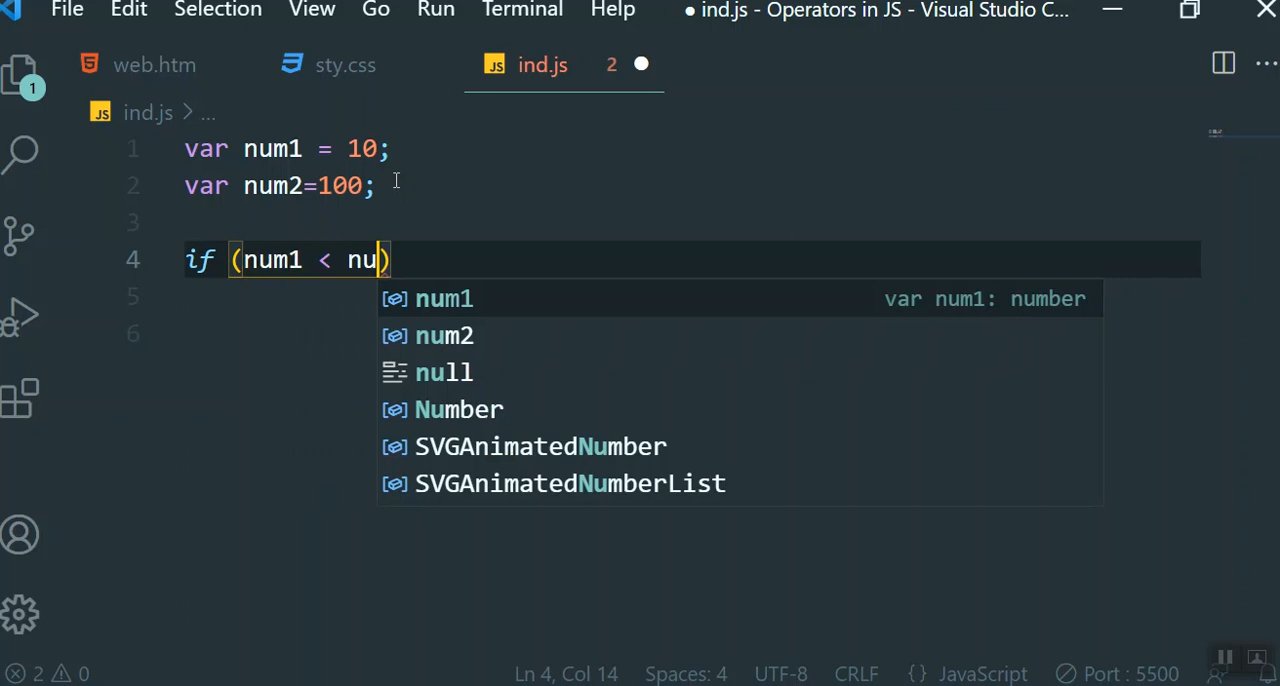 File Edit Selection View Go Run Terminal Help ● ind.js - Operators in JS - Visual Studio C...
web.htm sty.css JS ind.js 2
1
JS ind.js > ...
1 var num1 = 10;
2 var num2=100;
3
4 if (num1 < nu)
5 num1 var num1: number
6 num2
null
Number
SVGAnimatedNumber
SVGAnimatedNumberList
2 0 Ln 4, Col 14 Spaces: 4 UTF-8 CRLF {} JavaScript Port : 5500